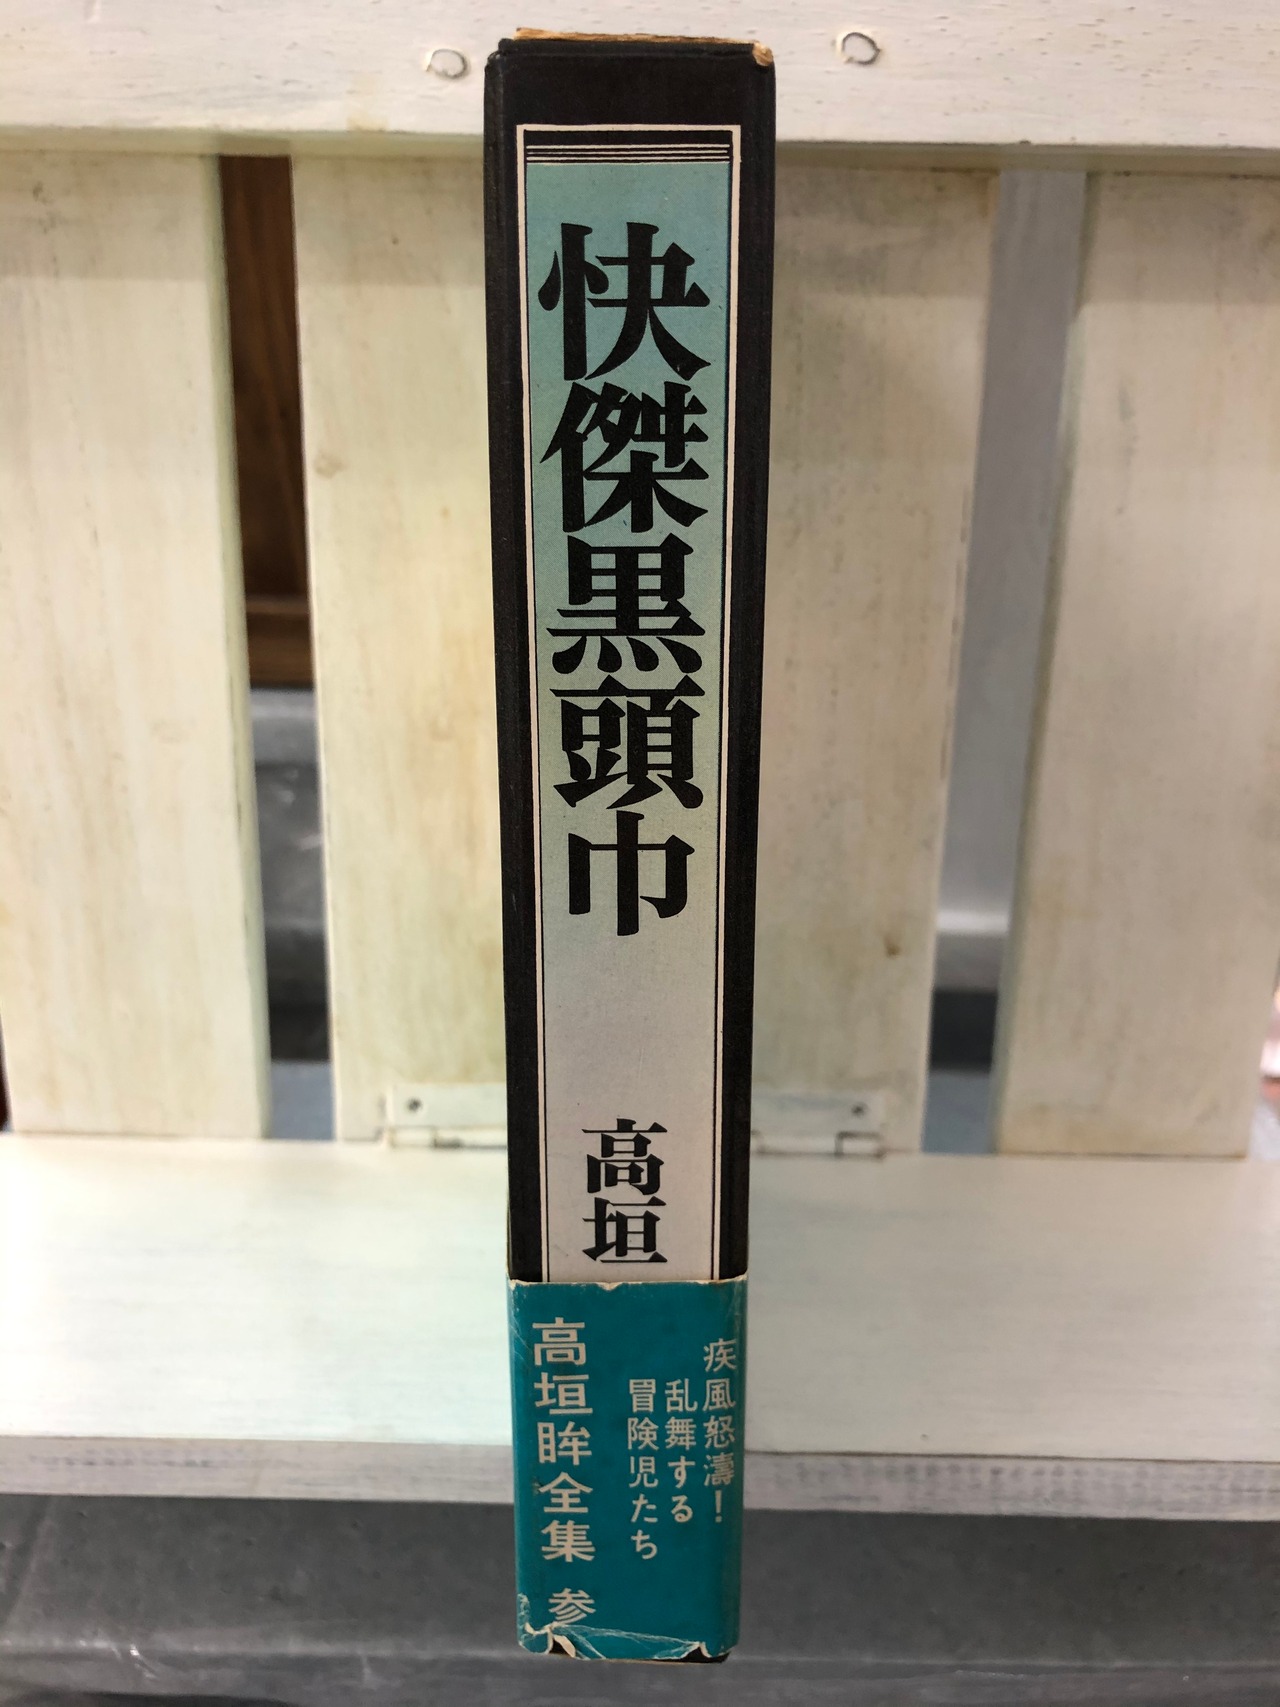 快傑黒頭巾
高垣
疾風怒濤！
乱舞する
冒険児たち
高垣眸全集 参